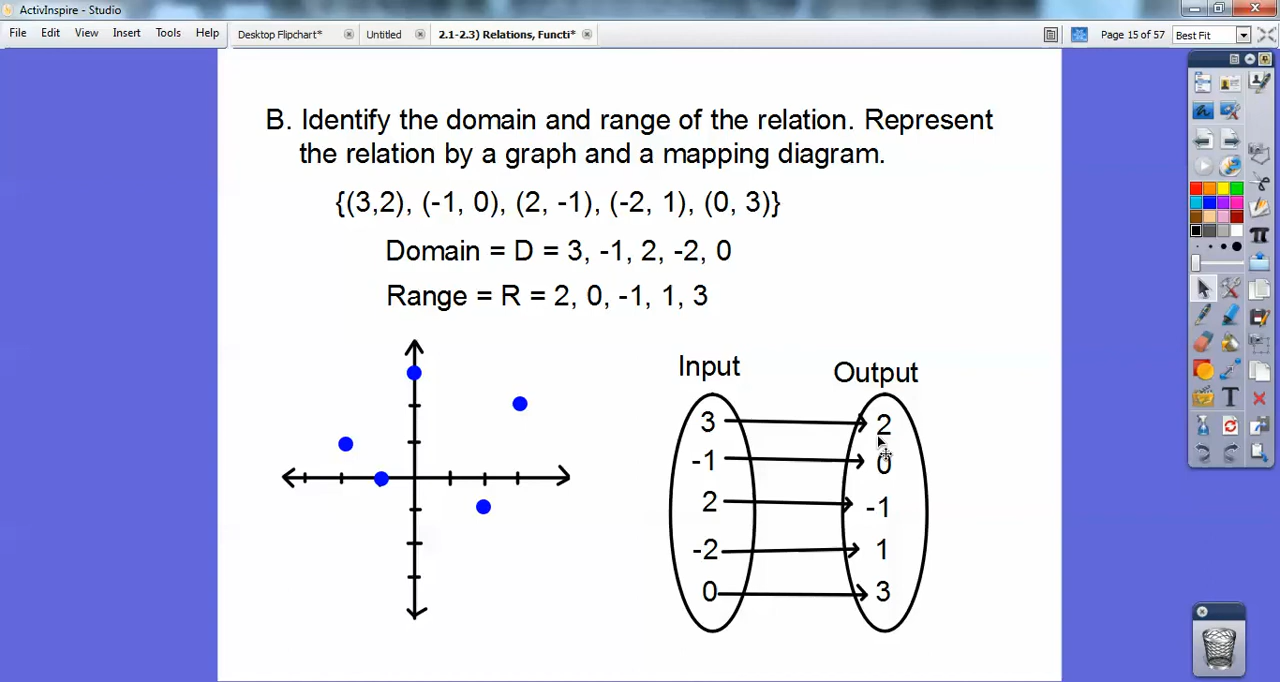 ActivInspire - Studio
File Edit View Insert Tools Help Desktop Flipchart* Untitled 2.1-2.3) Relations, Functi* Page 15 of 57 Best Fit
B. Identify the domain and range of the relation. Represent
the relation by a graph and a mapping diagram.
{(3,2), (-1, 0), (2, -1), (-2, 1), (0, 3)}
Domain = D = 3, -1, 2, -2, 0
Range = R = 2, 0, -1, 1, 3
Input Output
3 2
-1 0
2 -1
-2 1
0 3